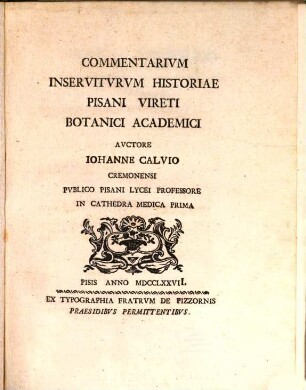 COMMENTARIVM
INSERVITVRVM HISTORIAE
PISANI VIRETI
BOTANICI ACADEMICI
AVCTORE
IOHANNE CALVIO
CREMONENSI
PVBLICO PISANI LYCEI PROFESSORE
IN CATHEDRA MEDICA PRIMA
PISIS ANNO MDCCLXXVII.
EX TYPOGRAPHIA FRATRVM DE PIZZORNIS
PRAESIDIBVS PERMITTENTIBVS.